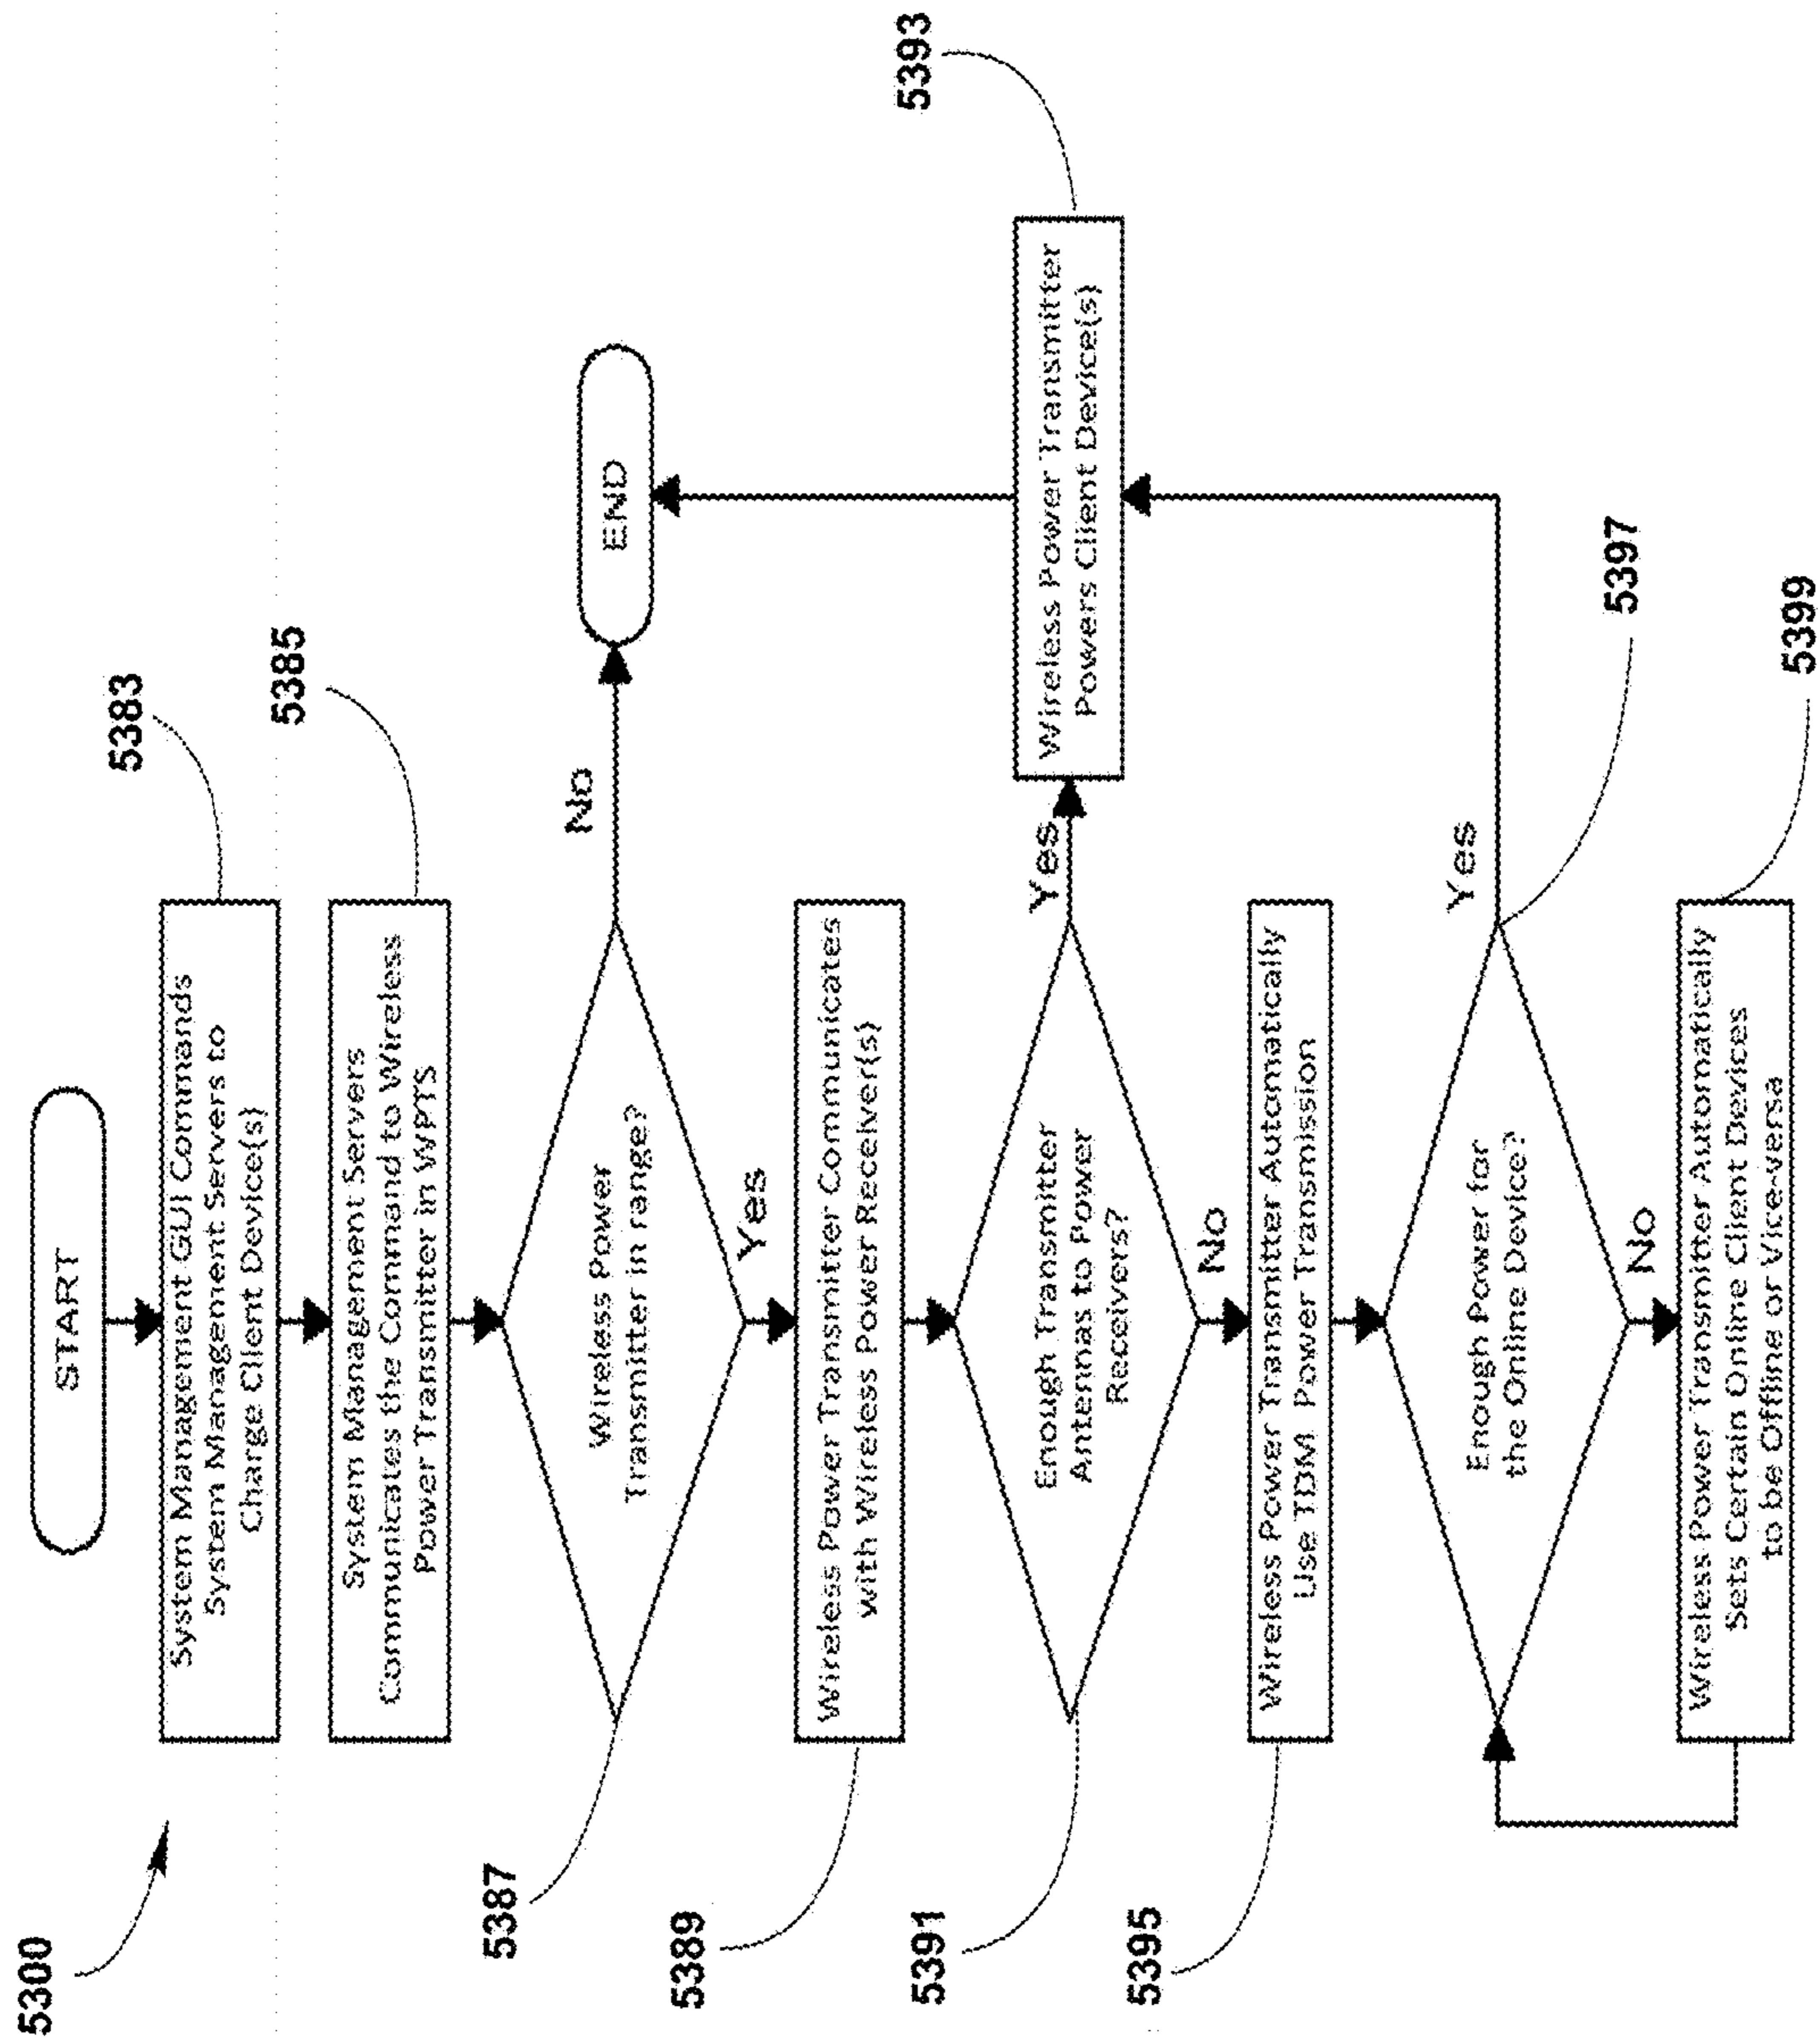 5300
START
5383
System Management GUI Commands
System Management Servers to
Charge Client Device(s)
5385
System Management Servers
Communicates the Command to Wireless
Power Transmitter in WPTS
5387
Wireless Power
Transmitter in range?
No
END
Yes
5389
Wireless Power Transmitter Communicates
with Wireless Power Receiver(s)
5391
Enough Transmitter
Antennas to Power
Receivers?
Yes
5393
Wireless Power Transmitter
Powers Client Device(s)
No
5395
Wireless Power Transmitter Automatically
Use TDM Power Transmission
5397
Enough Power for
the Online Device?
Yes
No
5399
Wireless Power Transmitter Automatically
Sets Certain Online Client Devices
to be Offline or Vice-versa